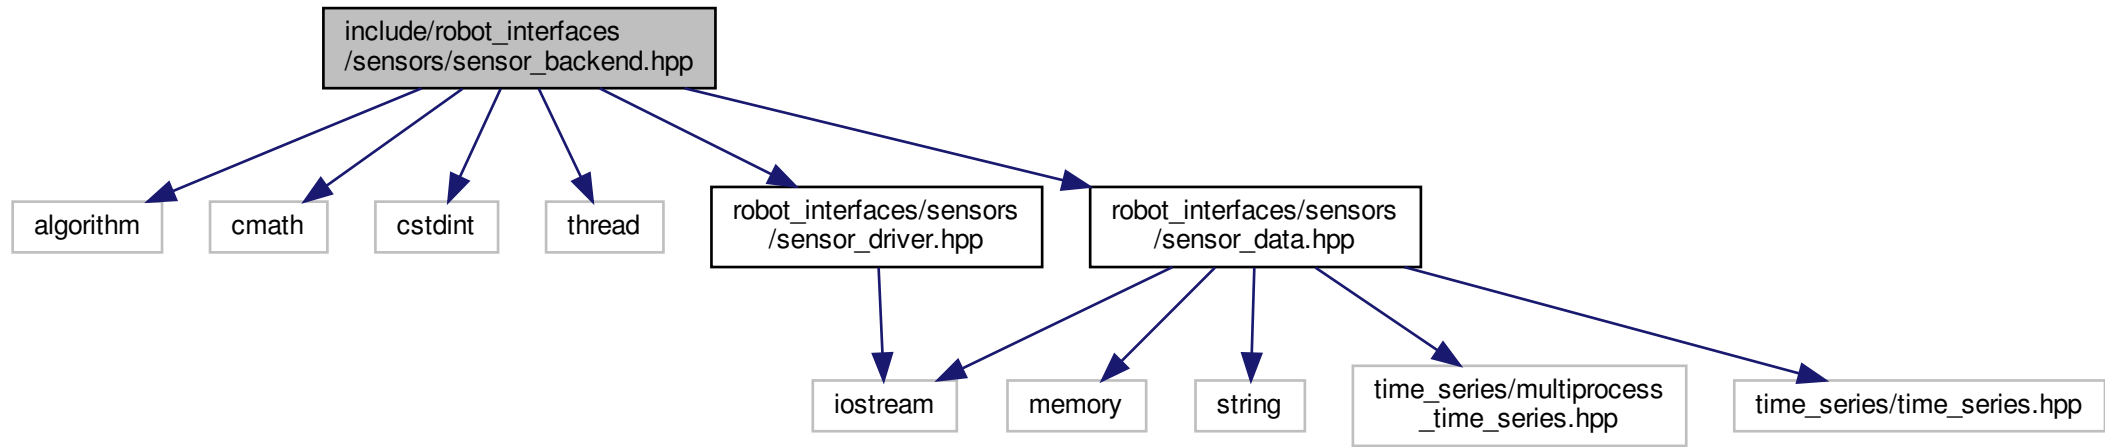 include/robot_interfaces
/sensors/sensor_backend.hpp
algorithm
cmath
cstdint
thread
robot_interfaces/sensors
/sensor_driver.hpp
robot_interfaces/sensors
/sensor_data.hpp
iostream
memory
string
time_series/multiprocess
_time_series.hpp
time_series/time_series.hpp